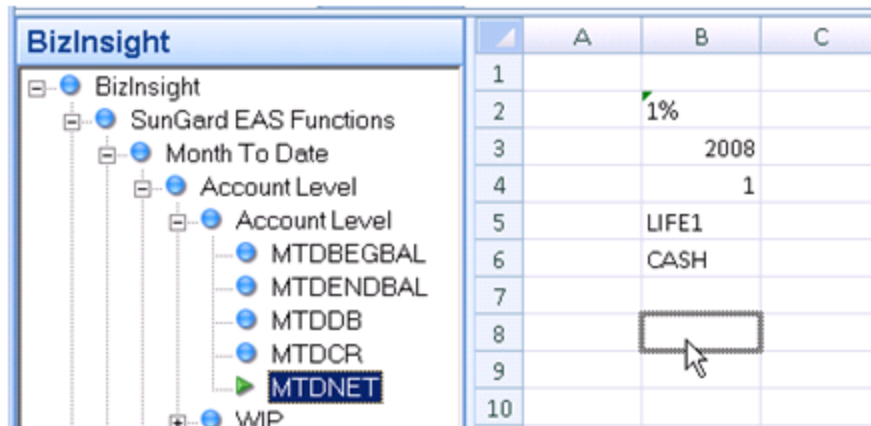 BizInsight
BizInsight
SunGard EAS Functions
Month To Date
Account Level
Account Level
MTDBEGBAL
MTDENDBAL
MTDDB
MTDCR
MTDNET
WIP
A B C
1
2 1%
3 2008
4 1
5 LIFE1
6 CASH
7
8
9
10